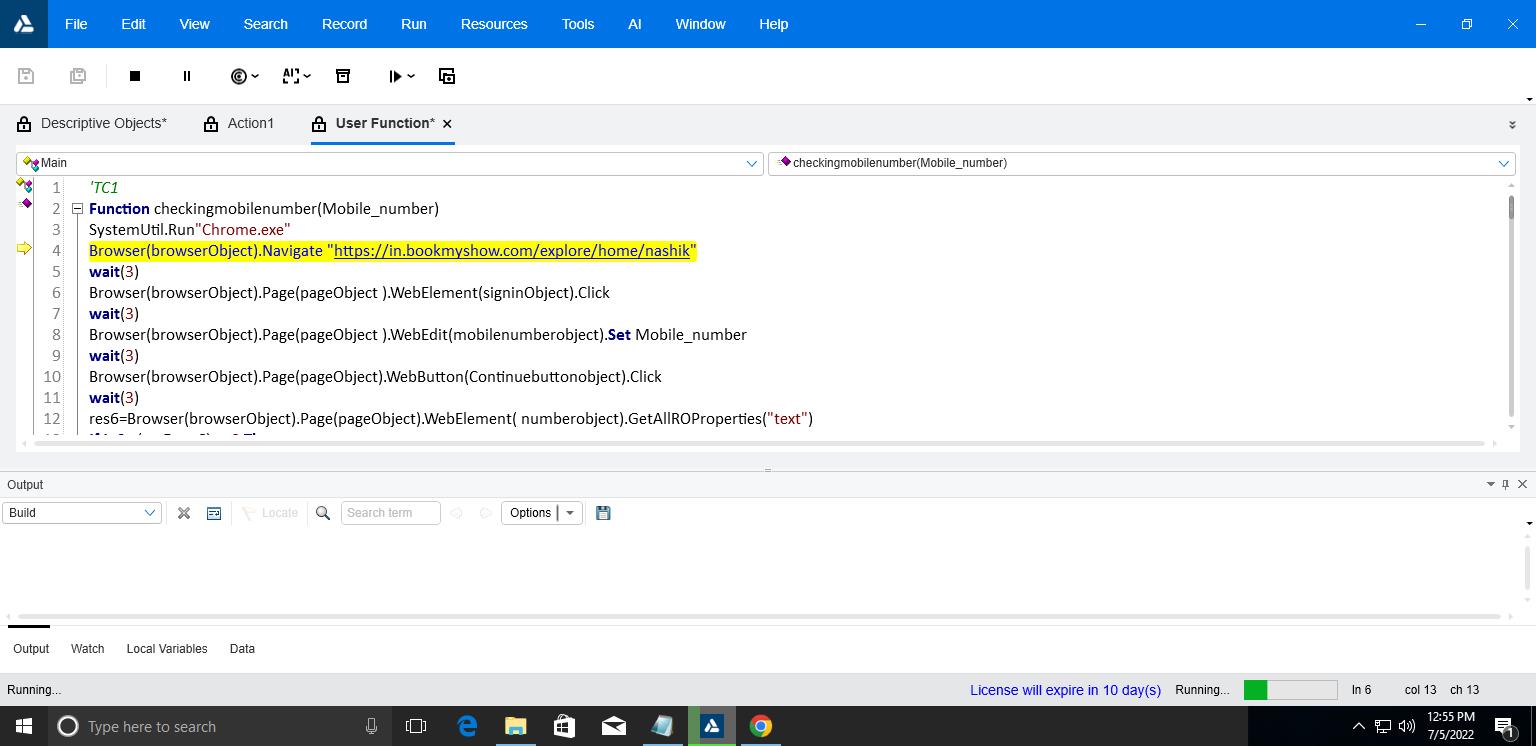 File Edit View Search Record Run Resources Tools AI Window Help
Descriptive Objects* Action1 User Function*
Main checkingmobilenumber(Mobile_number)
1 'TC1
2 Function checkingmobilenumber(Mobile_number)
3 SystemUtil.Run"Chrome.exe"
4 Browser(browserObject).Navigate "https://in.bookmyshow.com/explore/home/nashik"
5 wait(3)
6 Browser(browserObject).Page(pageObject ).WebElement(signinObject).Click
7 wait(3)
8 Browser(browserObject).Page(pageObject ).WebEdit(mobilenumberobject).Set Mobile_number
9 wait(3)
10 Browser(browserObject).Page(pageObject).WebButton(Continuebuttonobject).Click
11 wait(3)
12 res6=Browser(browserObject).Page(pageObject).WebElement( numberobject).GetAllROProperties("text")
Output
Build Locate Search term Options
Output Watch Local Variables Data
Running... License will expire in 10 day(s) Running... ln 6 col 13 ch 13
Type here to search
12:55 PM
7/5/2022
1